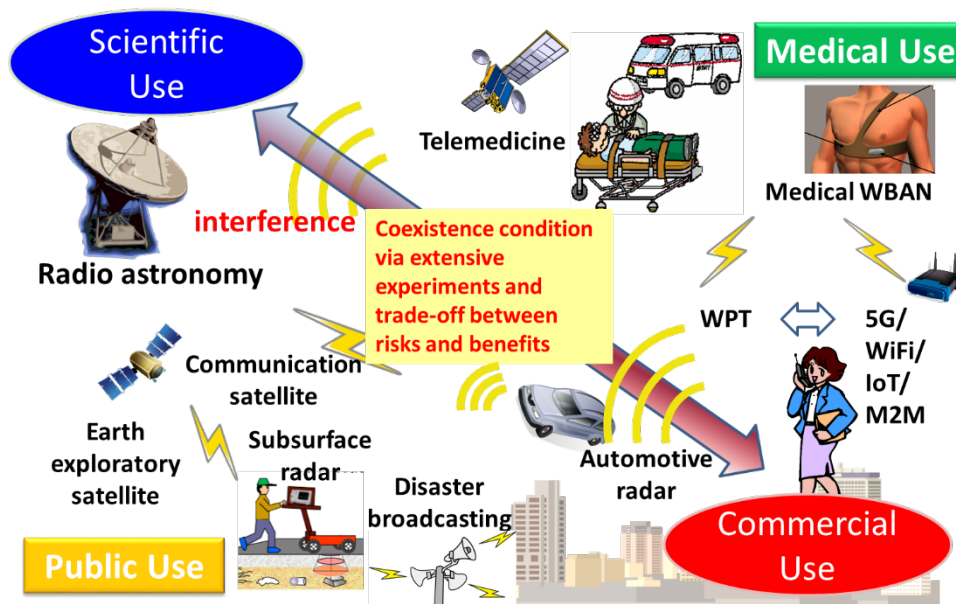 Scientific
Use
Medical Use
Telemedicine
Medical WBAN
interference
Radio astronomy
Coexistence condition
via extensive
experiments and
trade-off between
risks and benefits
WPT
5G/
WiFi/
IoT/
M2M
Communication
satellite
Earth
exploratory
satellite
Subsurface
radar
Disaster
broadcasting
Automotive
radar
Public Use
Commercial
Use